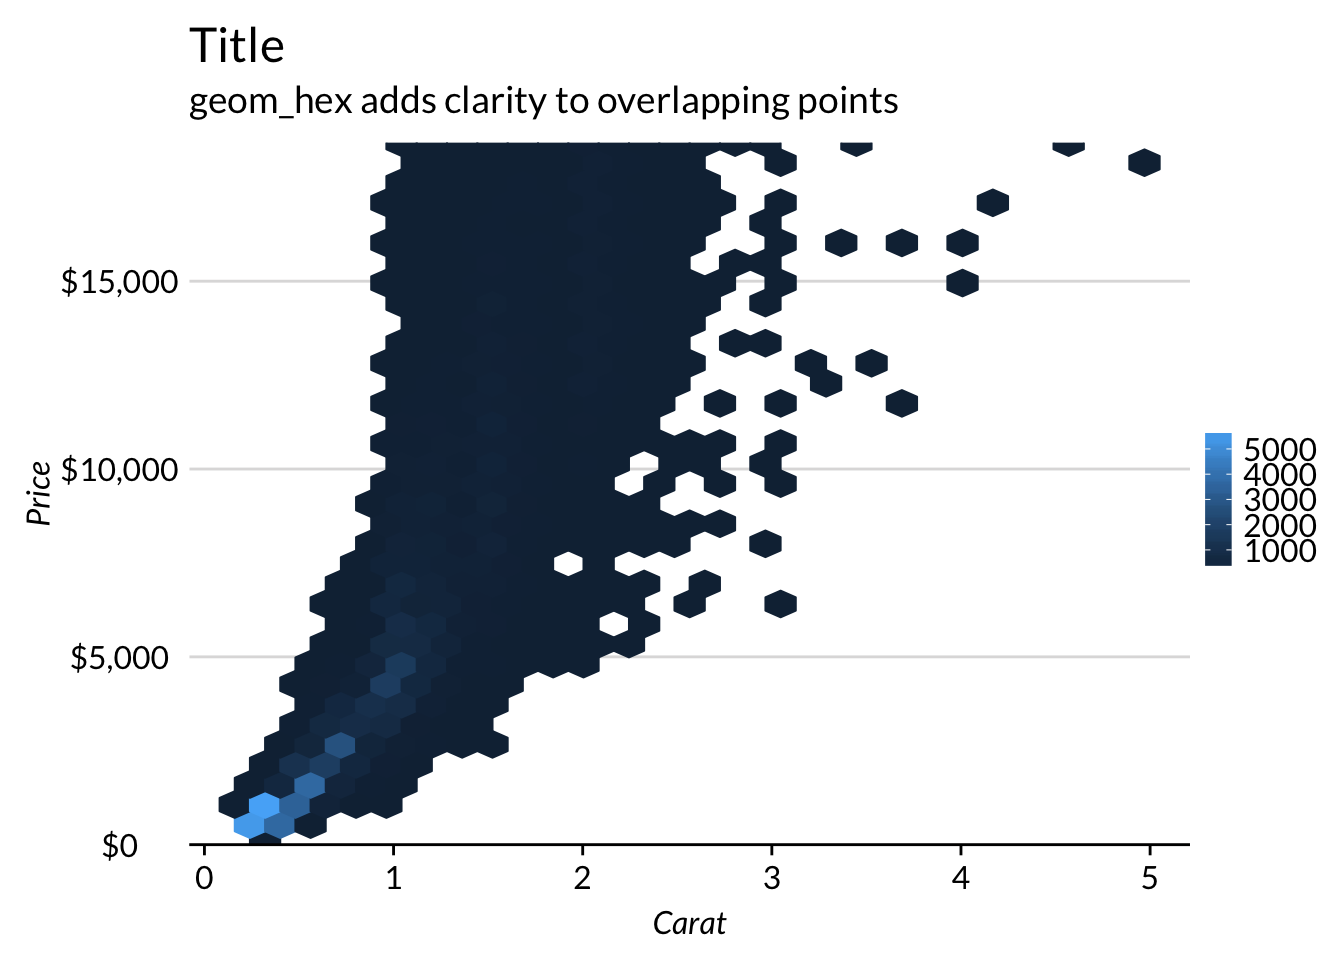 Title
geom_hex adds clarity to overlapping points
$15,000
$10,000
$5,000
$0
Price
0 1 2 3 4 5
Carat
5000
4000
3000
2000
1000